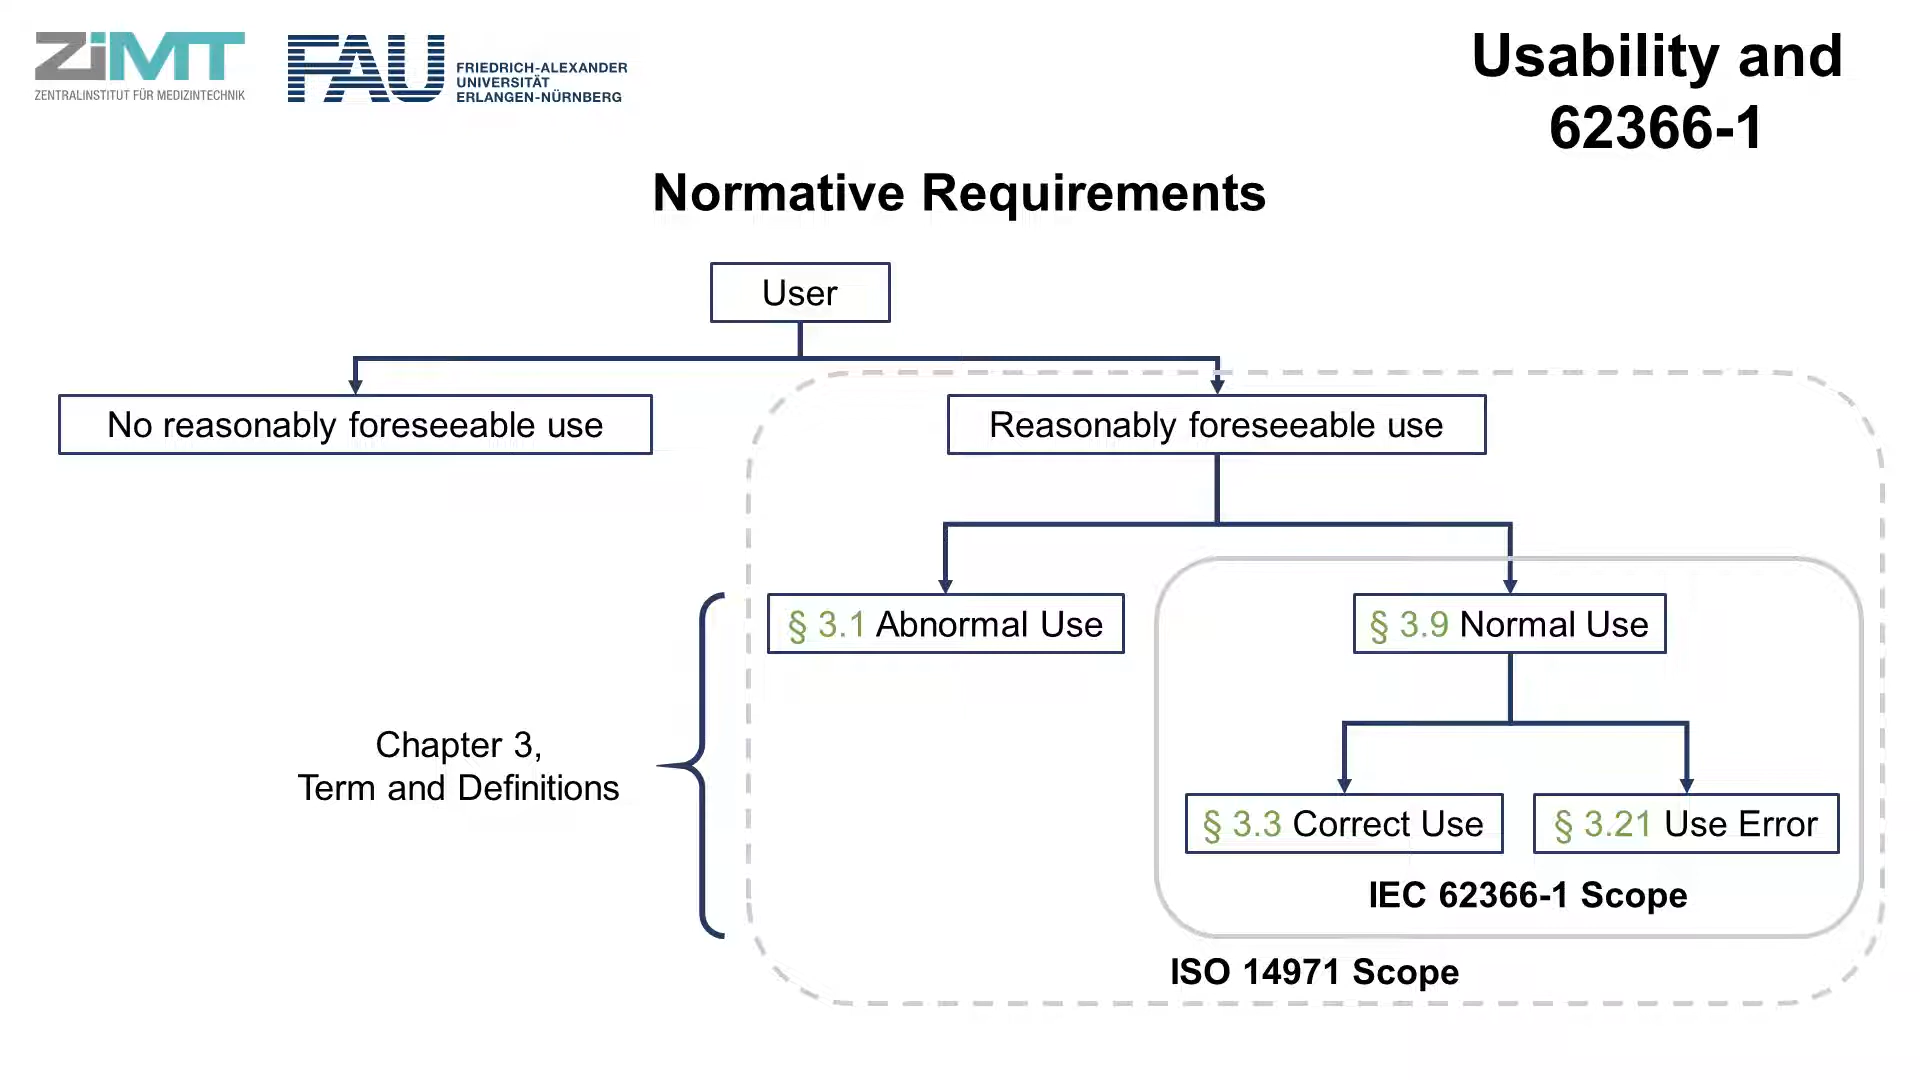 ZiMT
ZENTRALINSTITUT FÜR MEDIZINTECHNIK
FAU
FRIEDRICH-ALEXANDER
UNIVERSITÄT
ERLANGEN-NÜRNBERG
Usability and
62366-1
Normative Requirements
User
No reasonably foreseeable use
Reasonably foreseeable use
§ 3.1 Abnormal Use
§ 3.9 Normal Use
Chapter 3,
Term and Definitions
§ 3.3 Correct Use
§ 3.21 Use Error
IEC 62366-1 Scope
ISO 14971 Scope